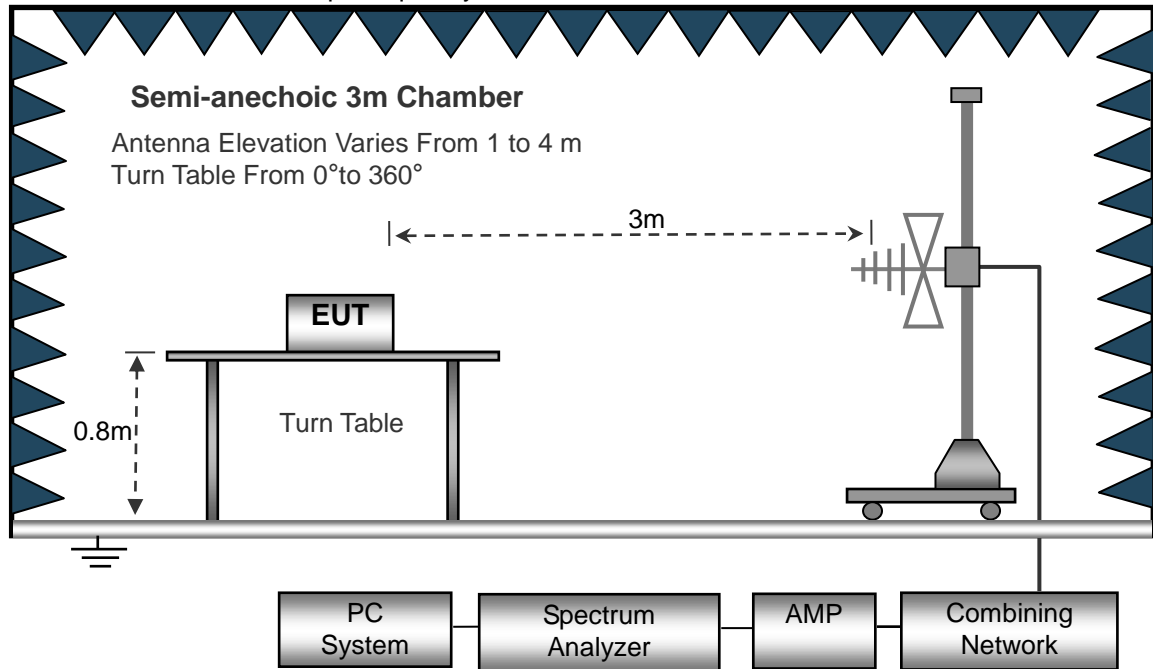 Semi-anechoic 3m Chamber
Antenna Elevation Varies From 1 to 4 m
Turn Table From 0°to 360°
3m
EUT
0.8m
Turn Table
PC
System
Spectrum
Analyzer
AMP
Combining
Network